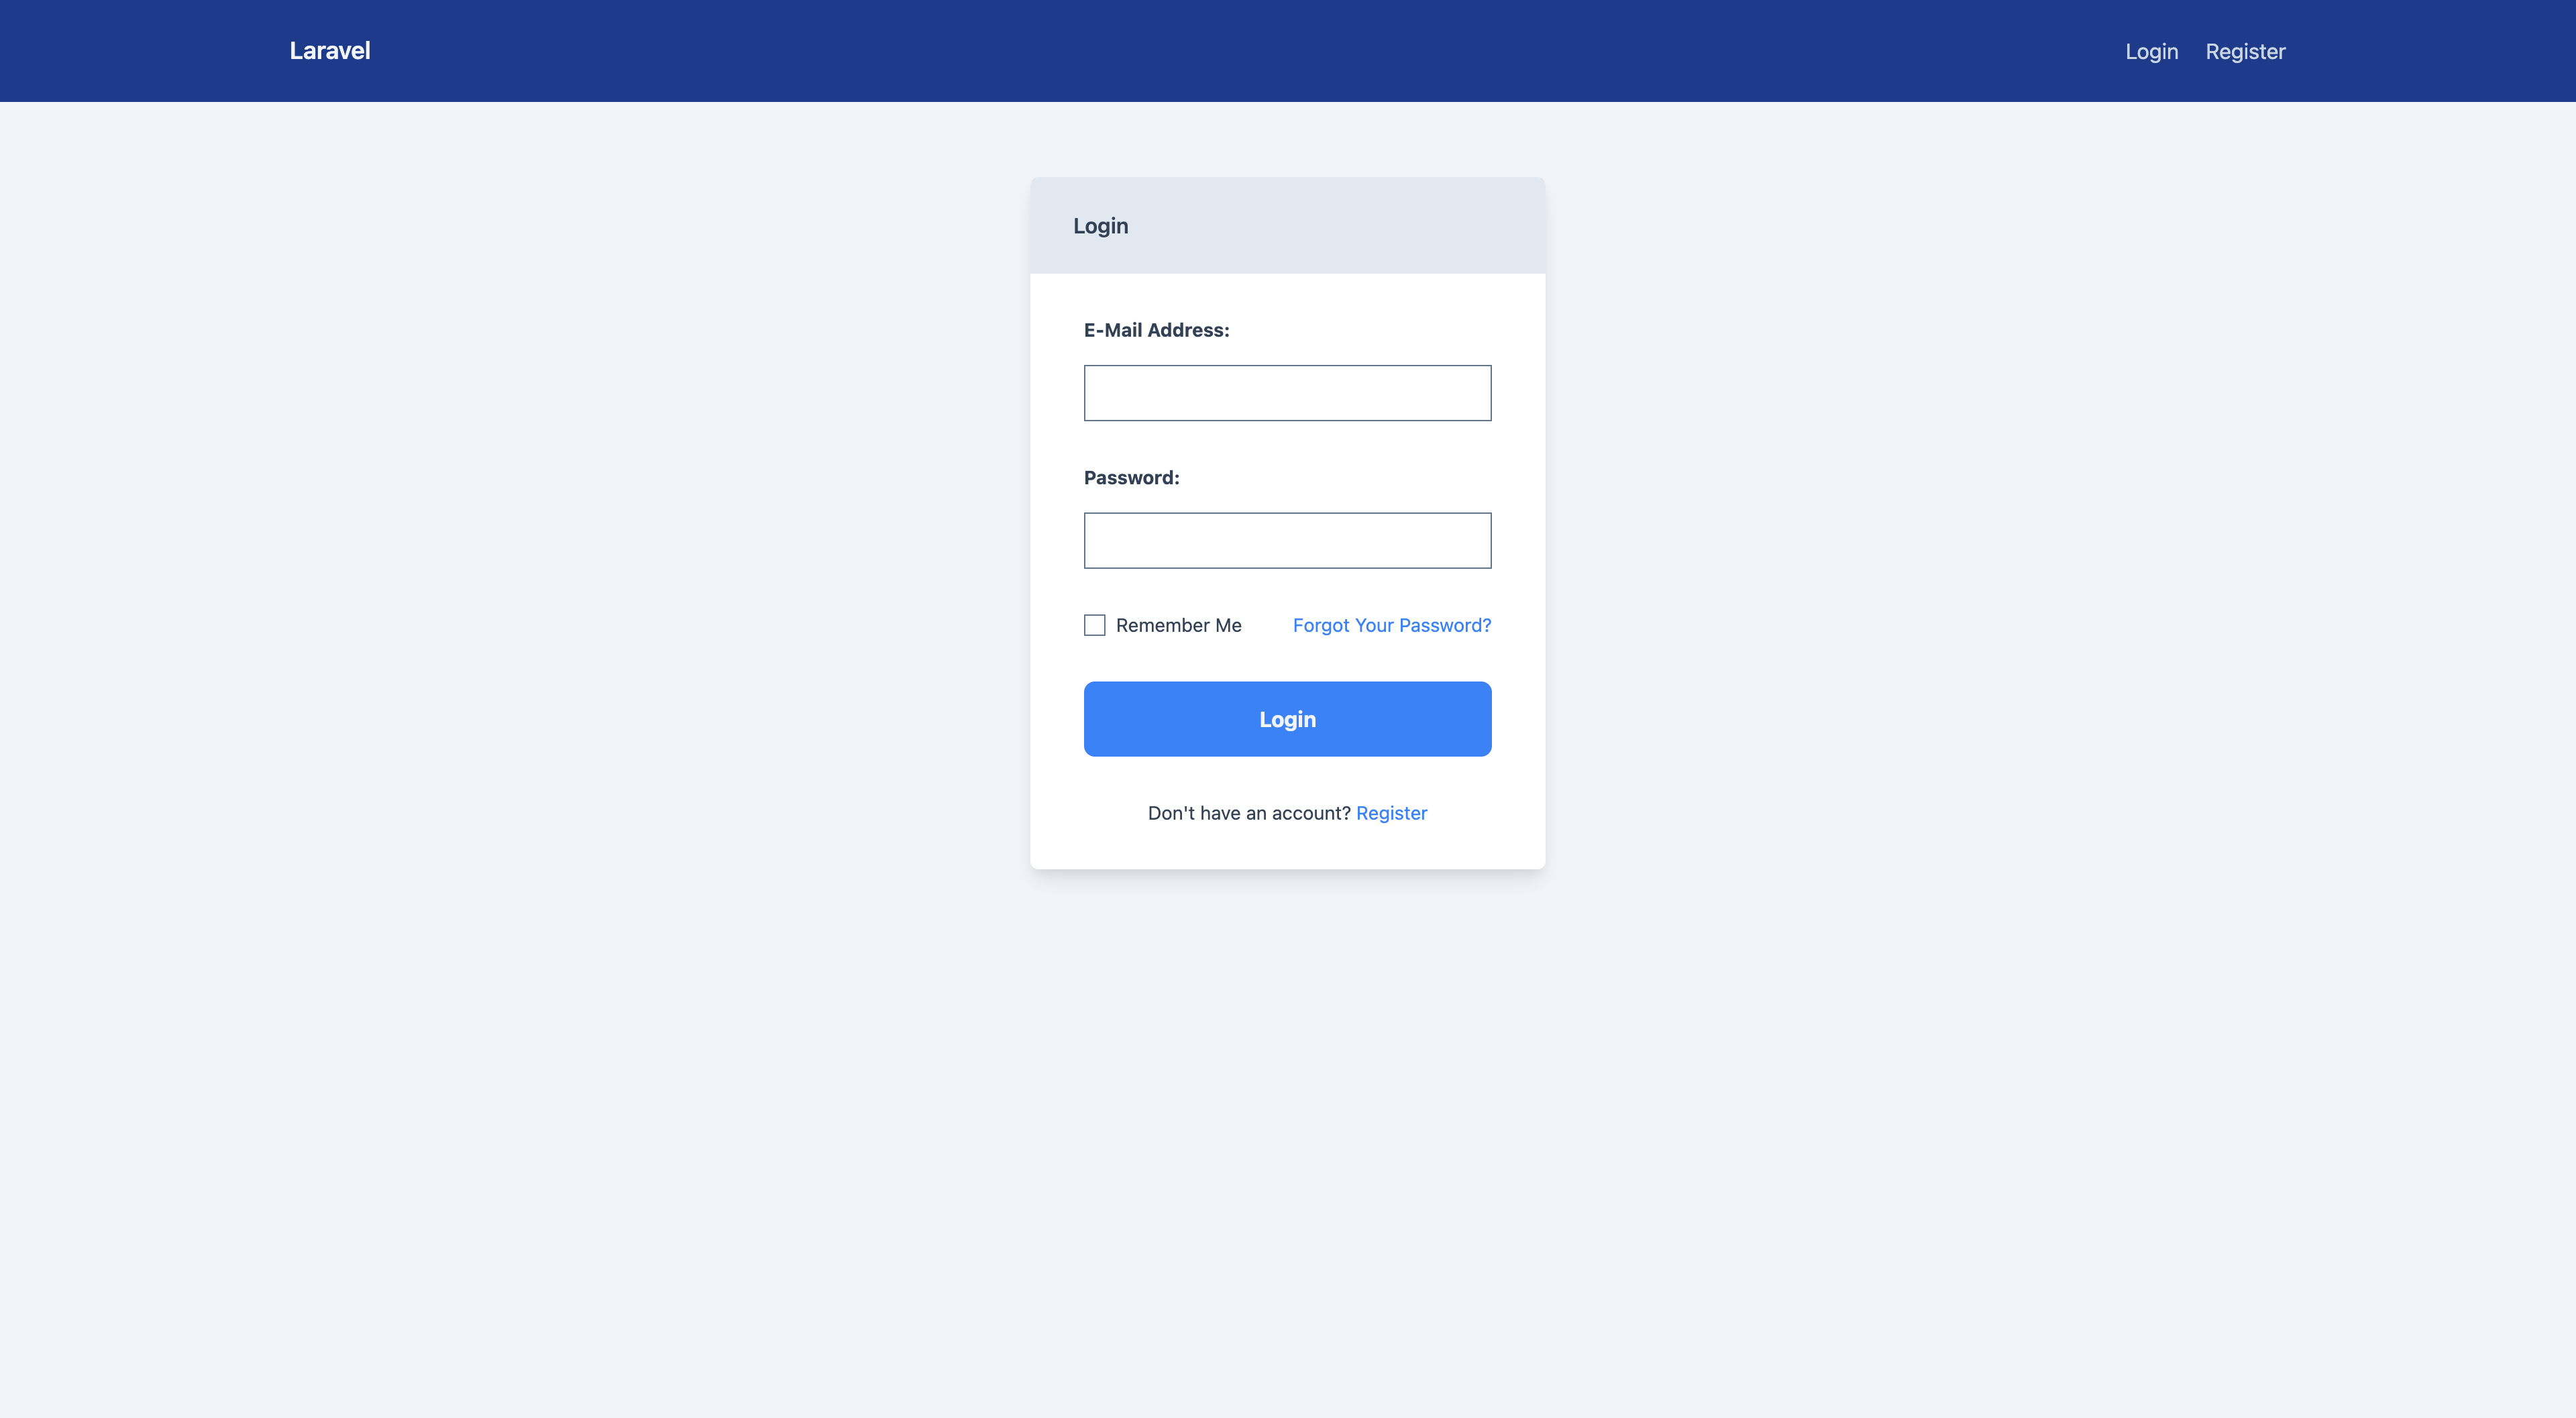 Laravel
Login Register
Login
E-Mail Address:
Password:
Remember Me Forgot Your Password?
Login
Don't have an account? Register